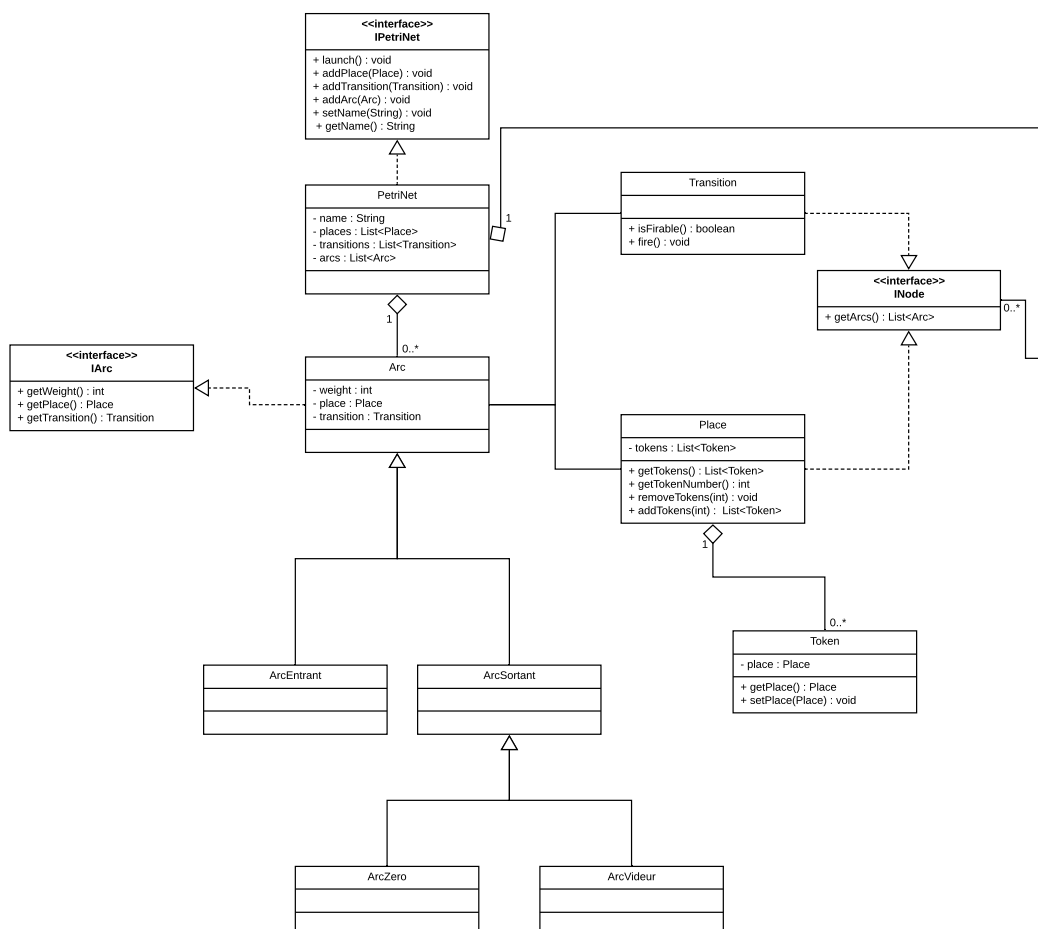 <<interface>>
IPetriNet
+ launch() : void
+ addPlace(Place) : void
+ addTransition(Transition) : void
+ addArc(Arc) : void
+ setName(String) : void
+ getName() : String
PetriNet
- name : String
- places : List<Place>
- transitions : List<Transition>
- arcs : List<Arc>
1
1
0..*
Transition
+ isFirable() : boolean
+ fire() : void
<<interface>>
INode
+ getArcs() : List<Arc>
0..*
<<interface>>
IArc
+ getWeight() : int
+ getPlace() : Place
+ getTransition() : Transition
Arc
- weight : int
- place : Place
- transition : Transition
Place
- tokens : List<Token>
+ getTokens() : List<Token>
+ getTokenNumber() : int
+ removeTokens(int) : void
+ addTokens(int) :  List<Token>
1
0..*
Token
- place : Place
+ getPlace() : Place
+ setPlace(Place) : void
ArcEntrant
ArcSortant
ArcZero
ArcVideur